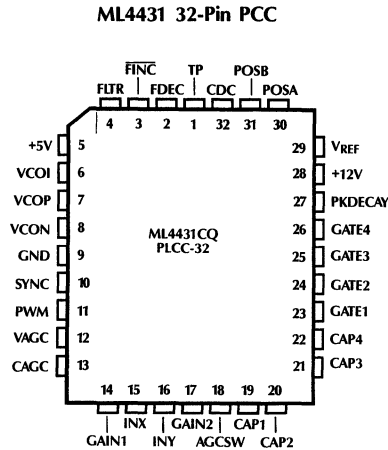 ML4431 32-Pin PCC
FINC TP POSB
FLTR FDEC CDC POSA
4 3 2 1 32 31 30
+5V 5 29 VREF
VCOI 6 28 +12V
VCOP 7 27 PKDECAY
VCON 8 ML4431CQ 26 GATE4
GND 9 PLCC-32 25 GATE3
SYNC 10 24 GATE2
PWM 11 23 GATE1
VAGC 12 22 CAP4
CAGC 13 21 CAP3
14 15 16 17 18 19 20
INX GAIN2 CAP1
GAIN1 INY AGCSW CAP2